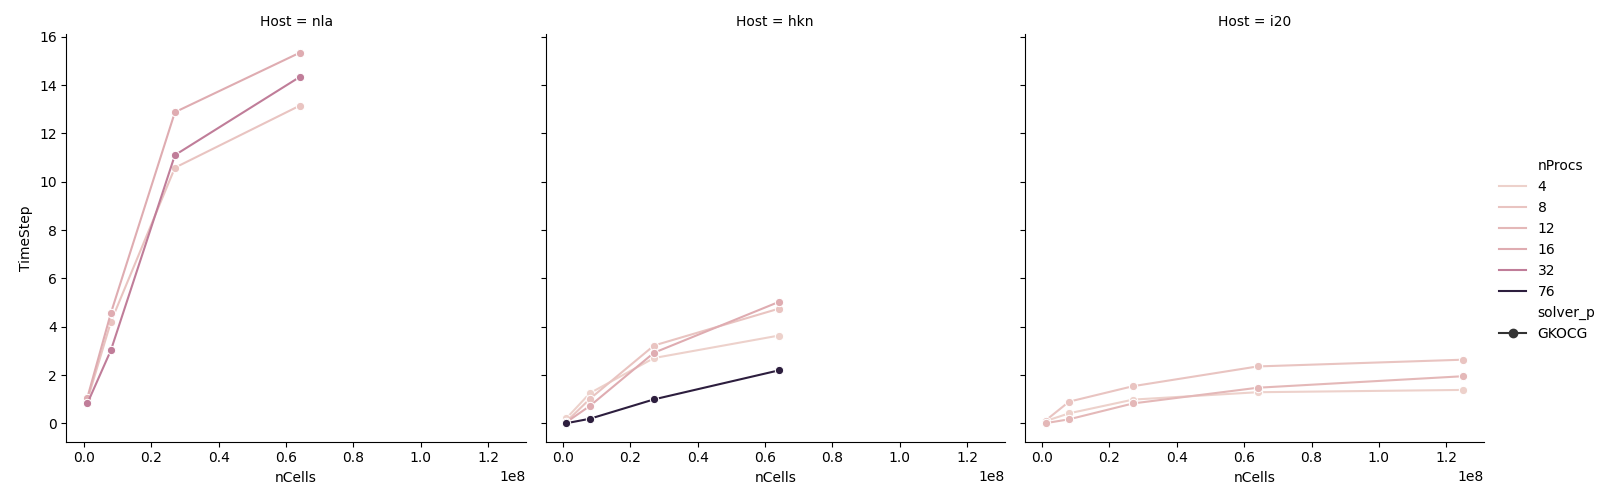 Host = nla
Host = hkn
Host = i20
16
14
12
10
8
6
4
2
0
TimeStep
0.0 0.2 0.4 0.6 0.8 1.0 1.2
1e8
nCells
0.0 0.2 0.4 0.6 0.8 1.0 1.2
1e8
nCells
0.0 0.2 0.4 0.6 0.8 1.0 1.2
1e8
nCells
nProcs
4
8
12
16
32
76
solver_p
GKOCG